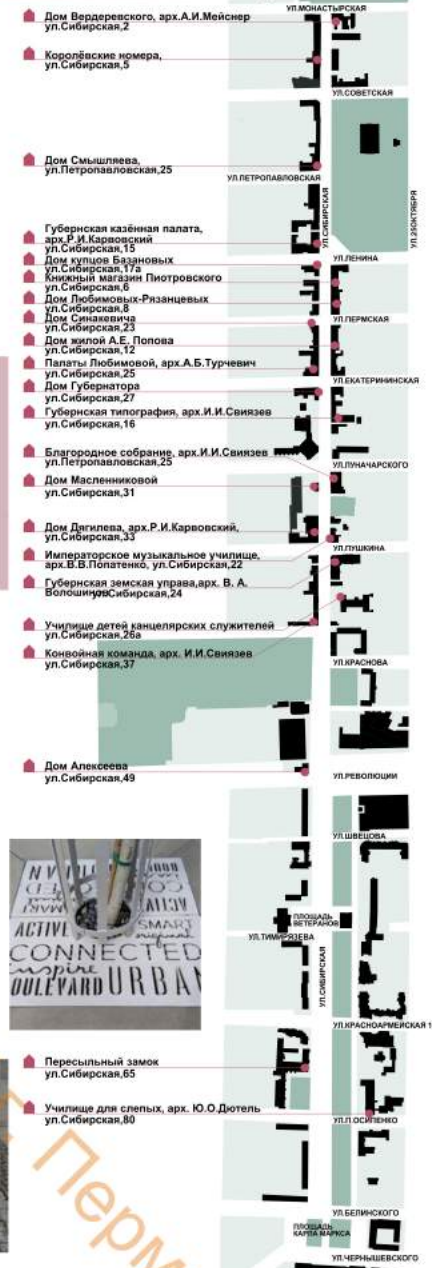 УЛ.МОНАСТЫРСКАЯ
Дом Вердеревского, арх.А.И.Мейснер
ул.Сибирская,2
Королёвские номера,
ул.Сибирская,5
УЛ.СОВЕТСКАЯ
Дом Смышляева,
ул.Петропавловская,25
УЛ.ПЕТРОПАВЛОВСКАЯ
УЛ.СИБИРСКАЯ
УЛ.25ОКТЯБРЯ
Губернская казённая палата,
арх.Р.И.Карвовский
ул.Сибирская,15
УЛ.ЛЕНИНА
Дом купцов Базановых
ул.Сибирская,17а
Книжный магазин Пиотровского
ул.Сибирская,6
Дом Любимовых-Рязанцевых
ул.Сибирская,8
УЛ.ПЕРМСКАЯ
Дом Синакевича
ул.Сибирская,23
Дом жилой А.Е. Попова
ул.Сибирская,12
Палаты Любимовой, арх.А.Б.Турчевич
ул.Сибирская,25
УЛ.ЕКАТЕРИНИНСКАЯ
Дом Губернатора
ул.Сибирская,27
Губернская типография, арх.И.И.Свиязев
ул.Сибирская,16
Благородное собрание, арх.И.И.Свиязев
ул.Петропавловская,25
УЛ.ЛУНАЧАРСКОГО
Дом Масленниковой
ул.Сибирская,31
Дом Дягилева, арх.Р.И.Карвовский,
ул.Сибирская,33
УЛ.ПУШКИНА
Императорское музыкальное училище,
арх.В.В.Попатенко, ул.Сибирская,22
Губернская земская управа,арх. В. А.
Волошинов ул.Сибирская,24
Училище детей канцелярских служителей
ул.Сибирская,26а
Конвойная команда, арх. И.И.Свиязев
ул.Сибирская,37
УЛ.КРАСНОВА
Дом Алексеева
ул.Сибирская,49
УЛ.РЕВОЛЮЦИИ
УЛ.ШВЕЦОВА
ACTIVE
SMART
CONNECTED
inspire
BOULEVARD URBAN
ПЛОЩАДЬ
ВЕТЕРАНОВ
УЛ.ТИМИРЯЗЕВА
УЛ.СИБИРСКАЯ
УЛ.КРАСНОАРМЕЙСКАЯ 1
Пересыльный замок
ул.Сибирская,65
Училище для слепых, арх. Ю.О.Дютель
ул.Сибирская,80
УЛ.П.ОСИПЕНКО
УЛ.БЕЛИНСКОГО
ПЛОЩАДЬ
КАРЛА МАРКСА
УЛ.ЧЕРНЫШЕВСКОГО